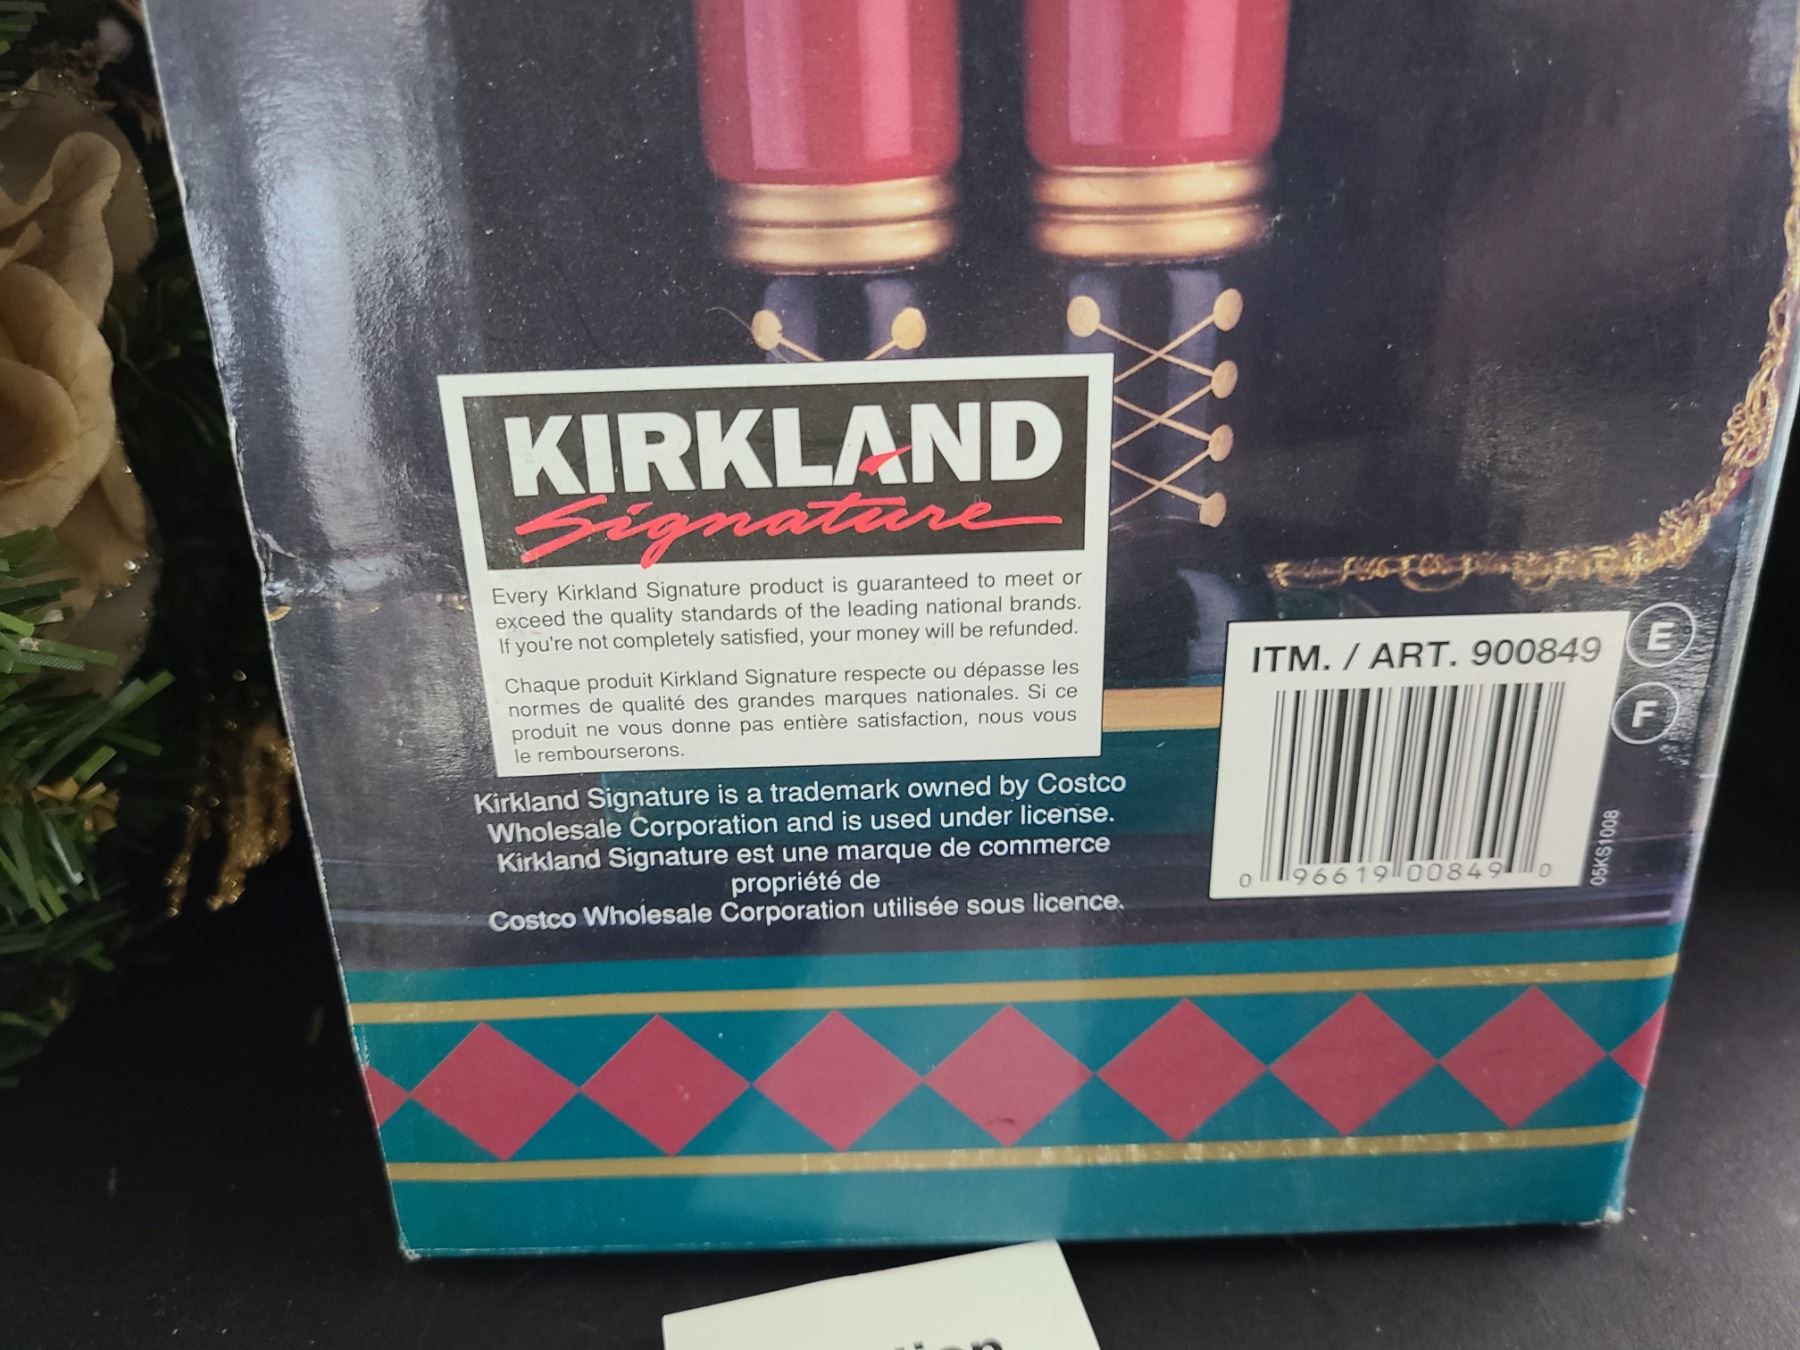 KIRKLAND
Signature
Every Kirkland Signature product is guaranteed to meet or
exceed the quality standards of the leading national brands.
If you're not completely satisfied, your money will be refunded.
Chaque produit Kirkland Signature respecte ou dépasse les
normes de qualité des grandes marques nationales. Si ce
produit ne vous donne pas entière satisfaction, nous vous
le rembourserons.
Kirkland Signature is a trademark owned by Costco
Wholesale Corporation and is used under license.
Kirkland Signature est une marque de commerce
propriété de
Costco Wholesale Corporation utilisée sous licence.
ITM. / ART. 900849
E
F
0 96619 00849 0
05KS1008